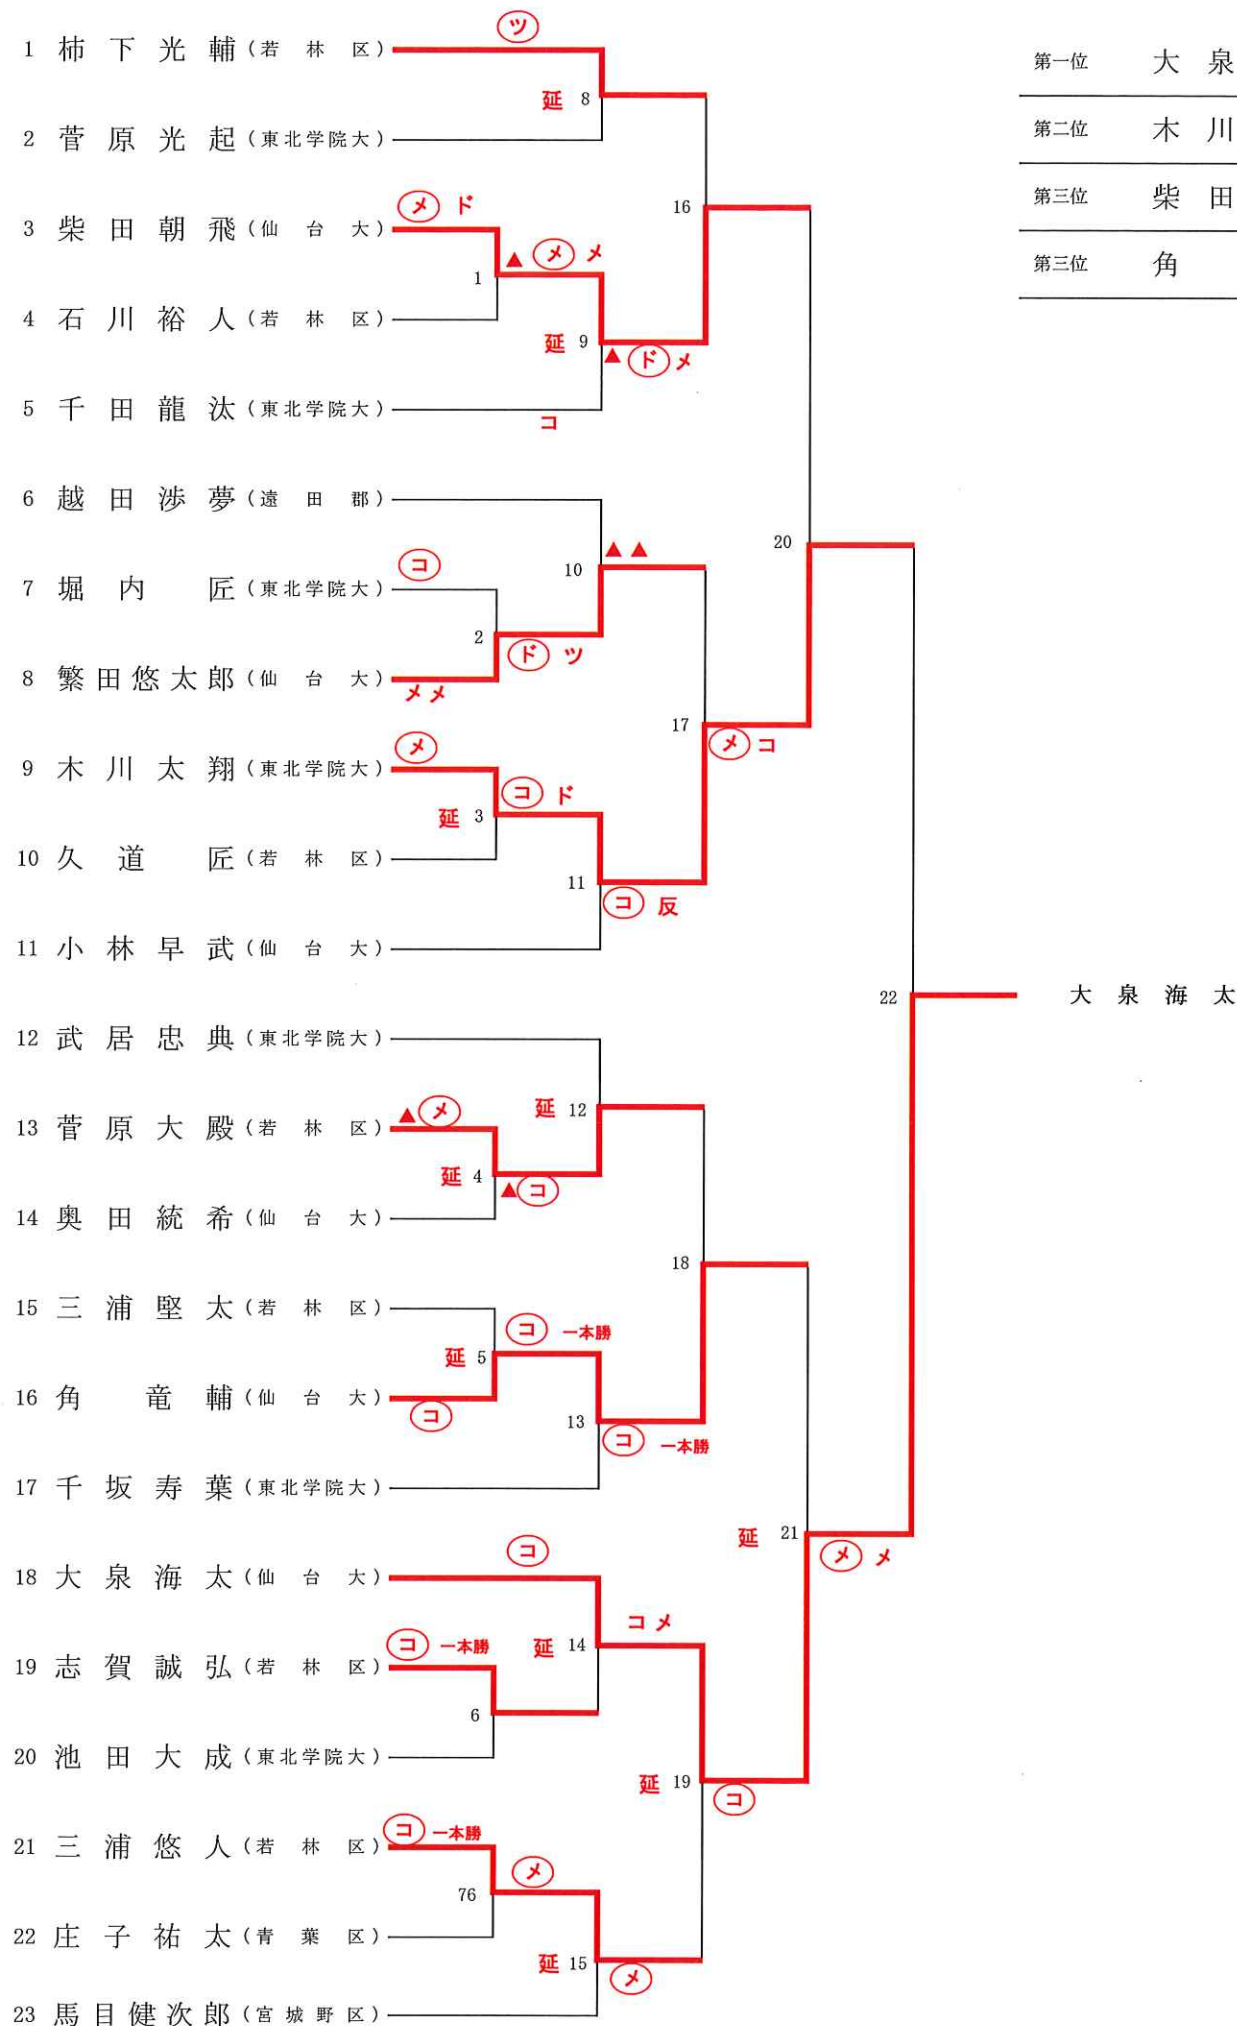 ツ
1 柿下光輔(若林区)
延 8
2 菅原光起(東北学院大)
メ ド
3 柴田朝飛(仙台大)
16
▲ メ メ
1
4 石川裕人(若林区)
延 9
▲ ド メ
5 千田龍汰(東北学院大)
コ
6 越田渉夢(遠田郡)
▲ ▲
20
コ
10
7 堀内匠(東北学院大)
2
ド ツ
8 繁田悠太郎(仙台大)
メ メ
17
メ コ
メ
9 木川太翔(東北学院大)
コ ド
延 3
10 久道匠(若林区)
11
コ 反
11 小林早武(仙台大)
22
大泉海太
12 武居忠典(東北学院大)
▲ メ
延 12
13 菅原大殿(若林区)
延 4
▲ コ
14 奥田統希(仙台大)
18
15 三浦堅太(若林区)
コ 一本勝
延 5
16 角竜輔(仙台大)
コ
13
コ 一本勝
17 千坂寿葉(東北学院大)
延 21
コ
メ メ
18 大泉海太(仙台大)
コ メ
コ 一本勝
延 14
19 志賀誠弘(若林区)
6
20 池田大成(東北学院大)
延 19
コ
コ 一本勝
21 三浦悠人(若林区)
メ
76
22 庄子祐太(青葉区)
延 15
メ
23 馬目健次郎(宮城野区)
第一位 大泉
第二位 木川
第三位 柴田
第三位 角